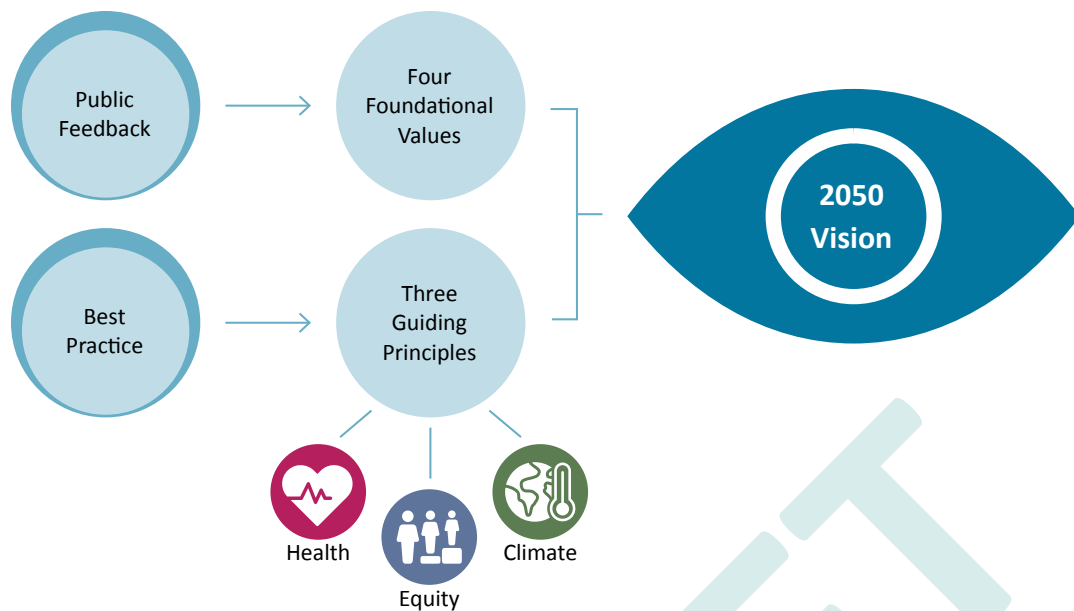 Public
Feedback
Four
Foundational
Values
2050
Vision
Best
Practice
Three
Guiding
Principles
Health
Equity
Climate